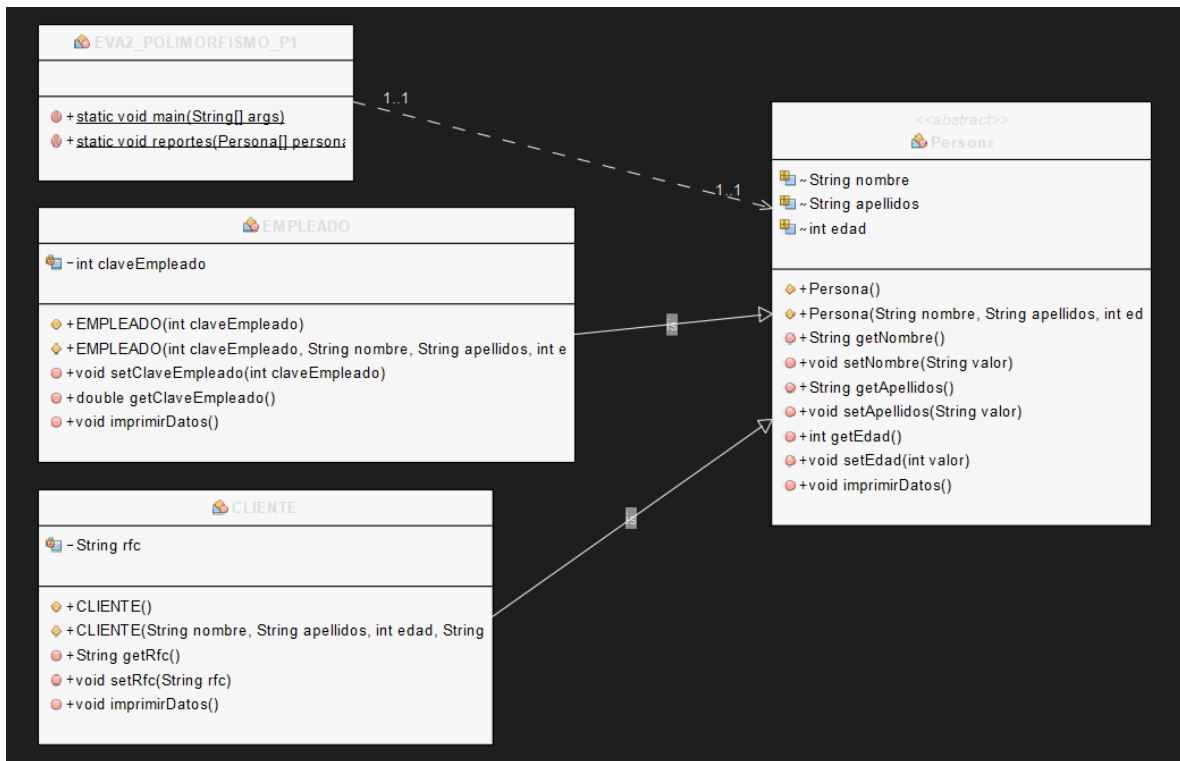 EVA2_POLIMORFISMO_P1
+static void main(String[] args)
+static void reportes(Persona[] persona
1..1
1..1
<<abstract>>
Persona
~String nombre
~String apellidos
~int edad
+Persona()
+Persona(String nombre, String apellidos, int ed
+String getNombre()
+void setNombre(String valor)
+String getApellidos()
+void setApellidos(String valor)
+int getEdad()
+void setEdad(int valor)
+void imprimirDatos()
EMPLEADO
-int claveEmpleado
+EMPLEADO(int claveEmpleado)
+EMPLEADO(int claveEmpleado, String nombre, String apellidos, int e
+void setClaveEmpleado(int claveEmpleado)
+double getClaveEmpleado()
+void imprimirDatos()
is
CLIENTE
-String rfc
+CLIENTE()
+CLIENTE(String nombre, String apellidos, int edad, String
+String getRfc()
+void setRfc(String rfc)
+void imprimirDatos()
is